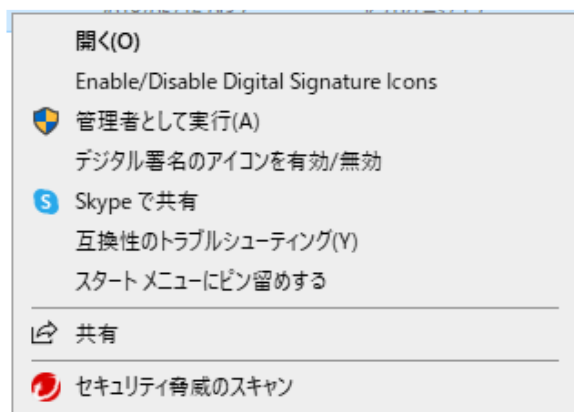 開く(O)
Enable/Disable Digital Signature Icons
管理者として実行(A)
デジタル署名のアイコンを有効/無効
Skype で共有
互換性のトラブルシューティング(Y)
スタート メニューにピン留めする
共有
セキュリティ脅威のスキャン